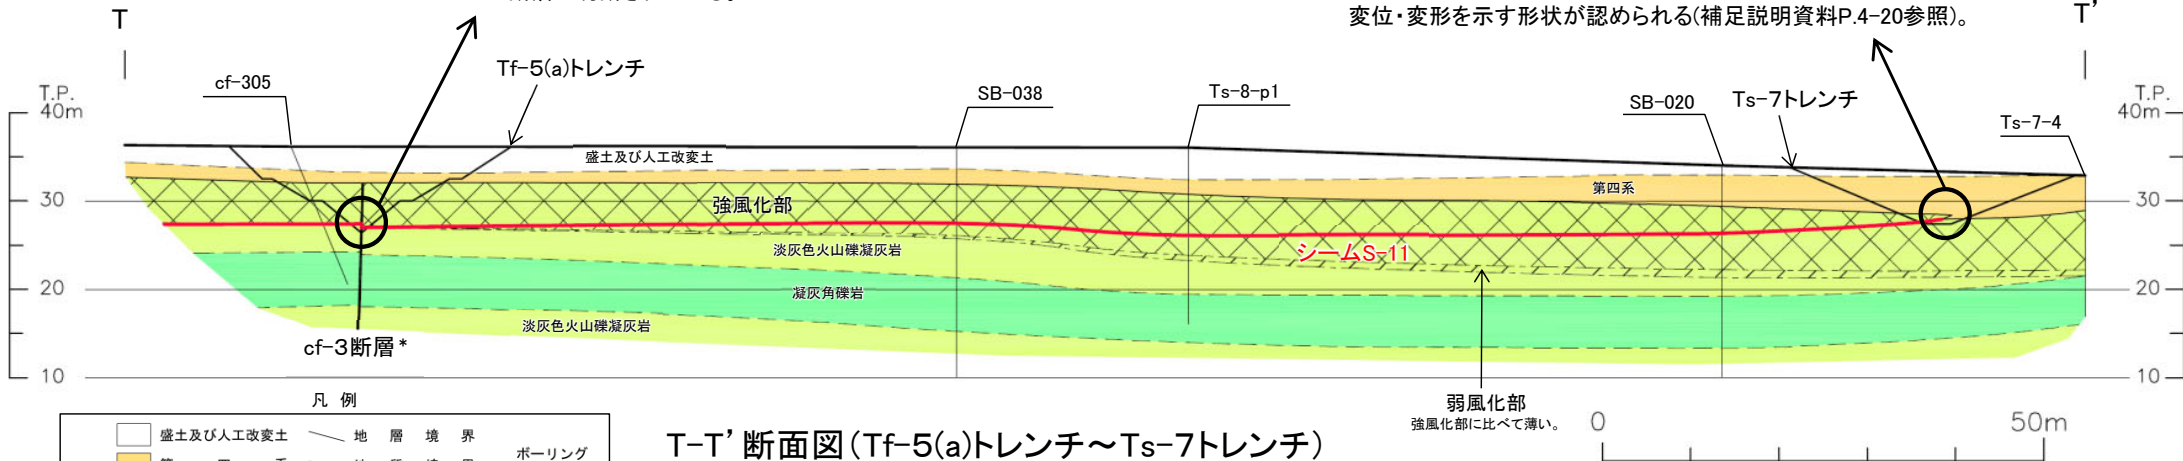 T
変位・変形を示す形状が認められる(補足説明資料P.4-20参照)。
T’
cf-305
Tf-5(a)トレンチ
SB-038
Ts-8-p1
SB-020
Ts-7トレンチ
Ts-7-4
T.P.
40m
T.P.
40m
盛土及び人工改変土
第四系
30
強風化部
30
淡灰色火山礫凝灰岩
シームS-11
20
凝灰角礫岩
20
淡灰色火山礫凝灰岩
cf-3断層*
10
10
弱風化部
強風化部に比べて薄い。
凡 例
盛土及び人工改変土
地 層 境 界
ボーリング
T-T’断面図(Tf-5(a)トレンチ～Ts-7トレンチ)
0
50m